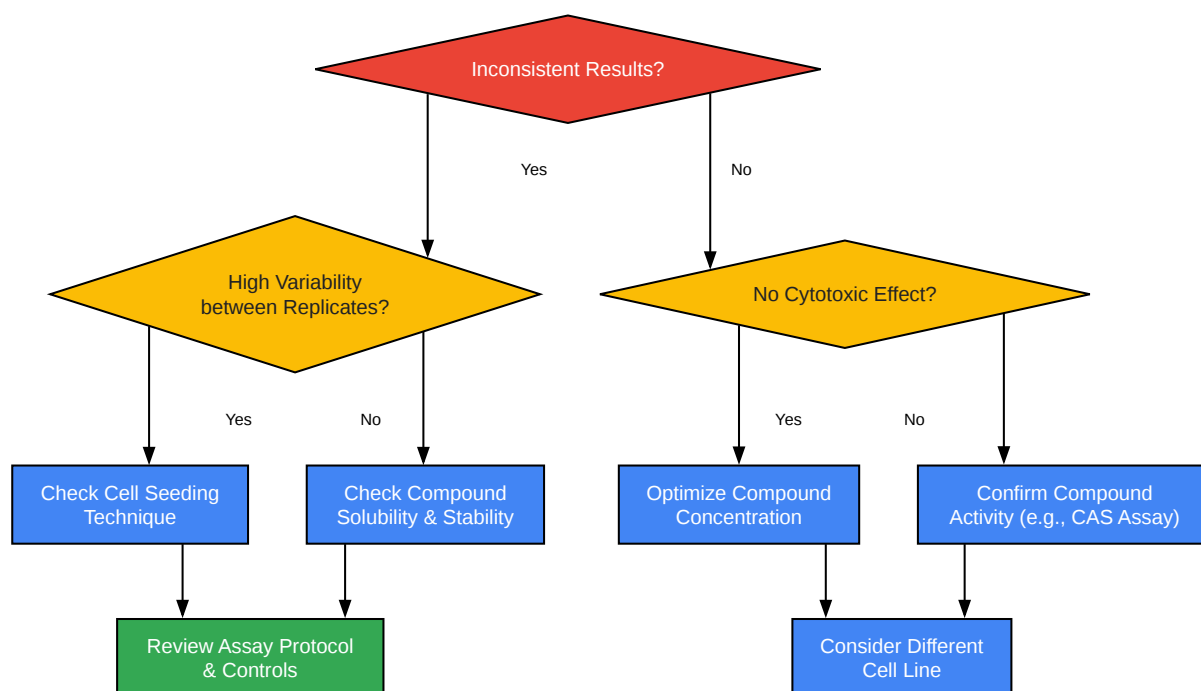 Inconsistent Results?
Yes
No
High Variability
between Replicates?
No Cytotoxic Effect?
Yes
No
Yes
No
Check Cell Seeding
Technique
Check Compound
Solubility & Stability
Optimize Compound
Concentration
Confirm Compound
Activity (e.g., CAS Assay)
Review Assay Protocol
& Controls
Consider Different
Cell Line